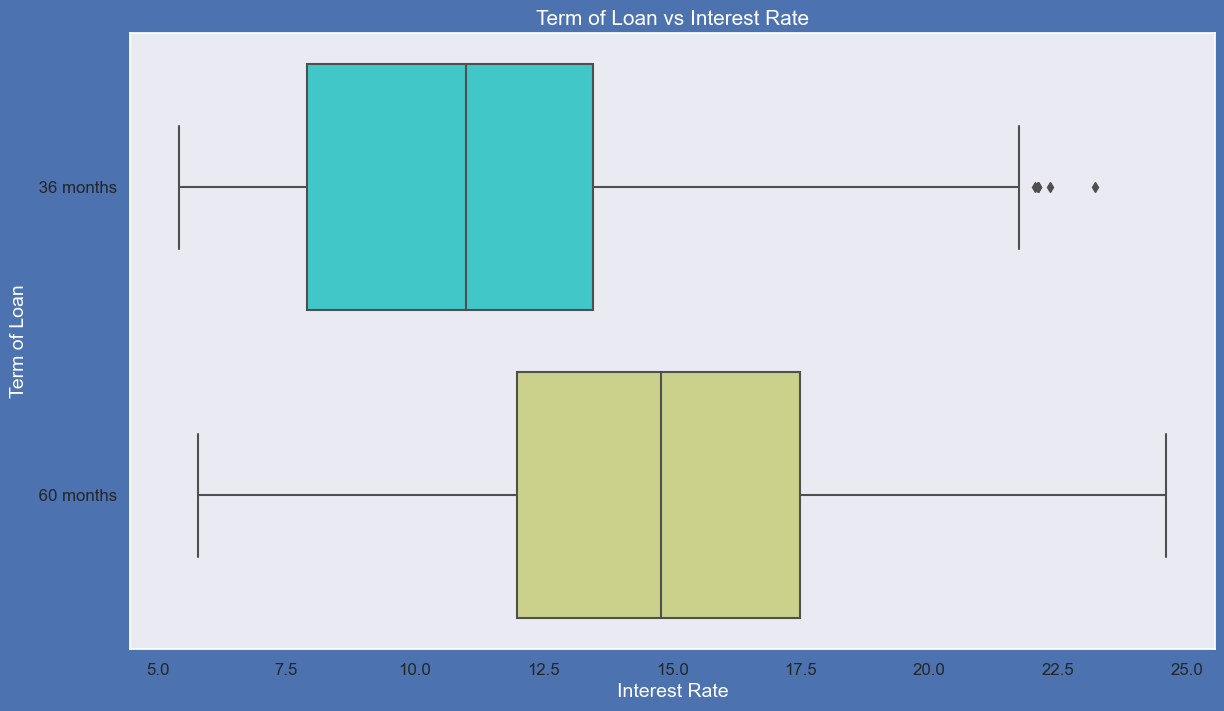 Term of Loan vs Interest Rate
Term of Loan
36 months
60 months
5.0 7.5 10.0 12.5 15.0 17.5 20.0 22.5 25.0
Interest Rate